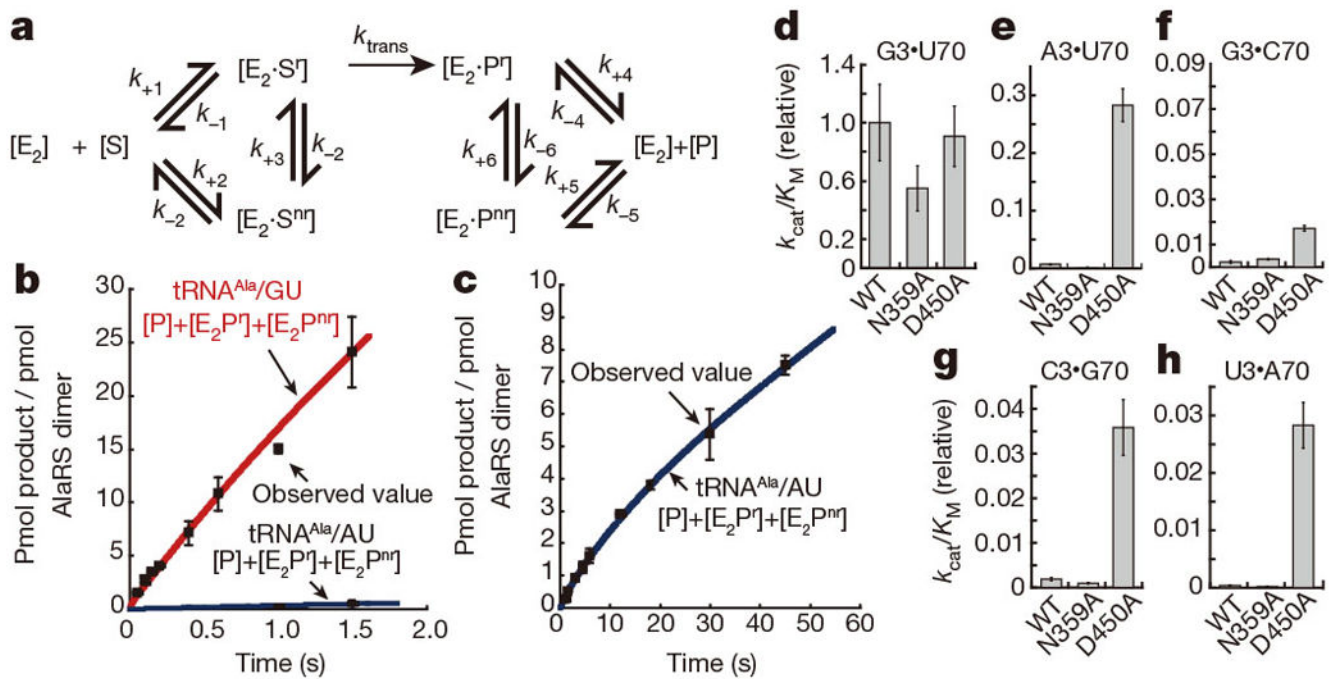 a
[E₂] + [S]
k₊₁
k₋₁
k₊₂
k₋₂
[E₂·Sʳ]
k₊₃
k₋₂
[E₂·Sⁿʳ]
k_trans
[E₂·Pʳ]
k₊₆
k₋₆
[E₂·Pⁿʳ]
k₊₄
k₋₄
k₊₅
k₋₅
[E₂]+[P]
b
Pmol product / pmol
AlaRS dimer
30
25
20
15
10
5
0
tRNAᴬˡᵃ/GU
[P]+[E₂Pʳ]+[E₂Pⁿʳ]
Observed value
tRNAᴬˡᵃ/AU
[P]+[E₂Pʳ]+[E₂Pⁿʳ]
0 0.5 1.0 1.5 2.0
Time (s)
c
Pmol product / pmol
AlaRS dimer
10
9
8
7
6
5
4
3
2
1
0
Observed value
tRNAᴬˡᵃ/AU
[P]+[E₂Pʳ]+[E₂Pⁿʳ]
0 10 20 30 40 50 60
Time (s)
d
G3•U70
k_cat/K_M (relative)
1.4
1.0
0.6
0.2
0
WT N359A D450A
e
A3•U70
0.3
0.2
0.1
0
WT N359A D450A
f
G3•C70
0.09
0.07
0.05
0.03
0.01
0
WT N359A D450A
g
C3•G70
k_cat/K_M (relative)
0.04
0.03
0.02
0.01
0
WT N359A D450A
h
U3•A70
0.03
0.02
0.01
0
WT N359A D450A